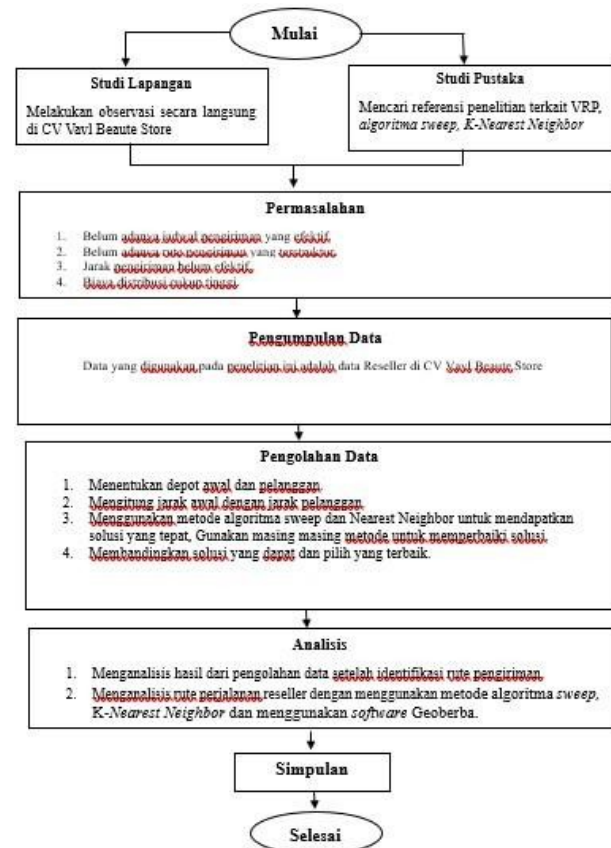 Mulai
Studi Lapangan
Melakukan observasi secara langsung
di CV Vavl Beaute Store
Studi Pustaka
Mencari referensi penelitian terkait VRP,
algoritma sweep, K-Nearest Neighbor
Permasalahan
1. Belum adanya jadwal pengiriman yang efektif.
2. Belum adanya rute pengiriman yang terstruktur.
3. Jarak pengiriman belum efektif.
4. Biaya distribusi cukup tinggi.
Pengumpulan Data
Data yang digunakan pada penelitian ini adalah data Reseller di CV Vavl Beaute Store
Pengolahan Data
1. Menentukan depot awal dan pelanggan.
2. Mengitung jarak awal dengan jarak pelanggan.
3. Menggunakan metode algoritma sweep dan Nearest Neighbor untuk mendapatkan
solusi yang tepat, Gunakan masing masing metode untuk memperbaiki solusi.
4. Membandingkan solusi yang dapat dan pilih yang terbaik.
Analisis
1. Menganalisis hasil dari pengolahan data setelah identifikasi rute pengiriman.
2. Menganalisis rute perjalanan reseller dengan menggunakan metode algoritma sweep,
K-Nearest Neighbor dan menggunakan software Geoberba.
Simpulan
Selesai